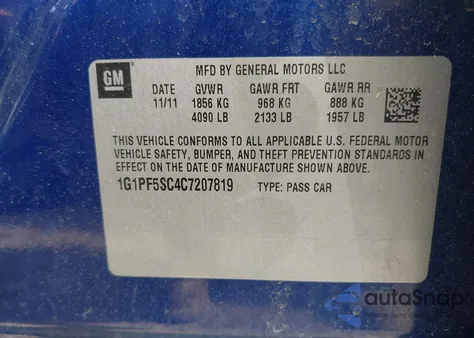 GM
MFD BY GENERAL MOTORS LLC
DATE GVWR GAWR FRT GAWR RR
11/11 1856 KG 968 KG 888 KG
4090 LB 2133 LB 1957 LB
THIS VEHICLE CONFORMS TO ALL APPLICABLE U.S. FEDERAL MOTOR
VEHICLE SAFETY, BUMPER, AND THEFT PREVENTION STANDARDS IN
EFFECT ON THE DATE OF MANUFACTURE SHOWN ABOVE.
1G1PF5SC4C7207819 TYPE: PASS CAR
autoSnap